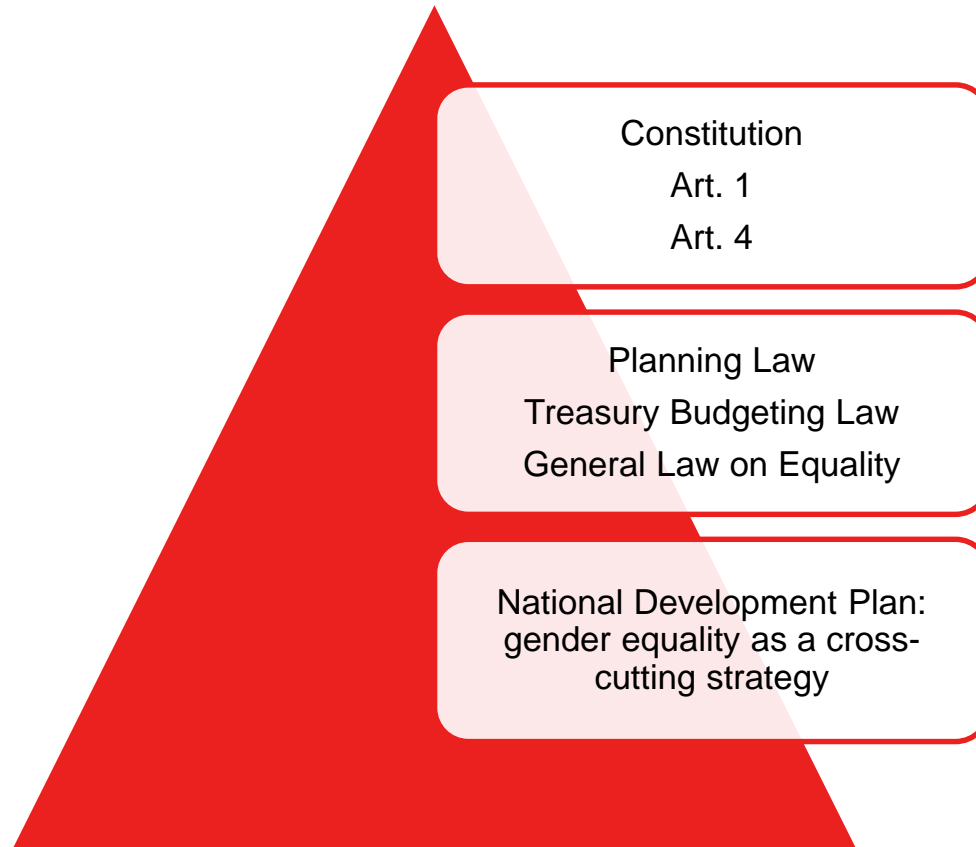 Constitution
Art. 1
Art. 4
Planning Law
Treasury Budgeting Law
General Law on Equality
National Development Plan:
gender equality as a cross-
cutting strategy